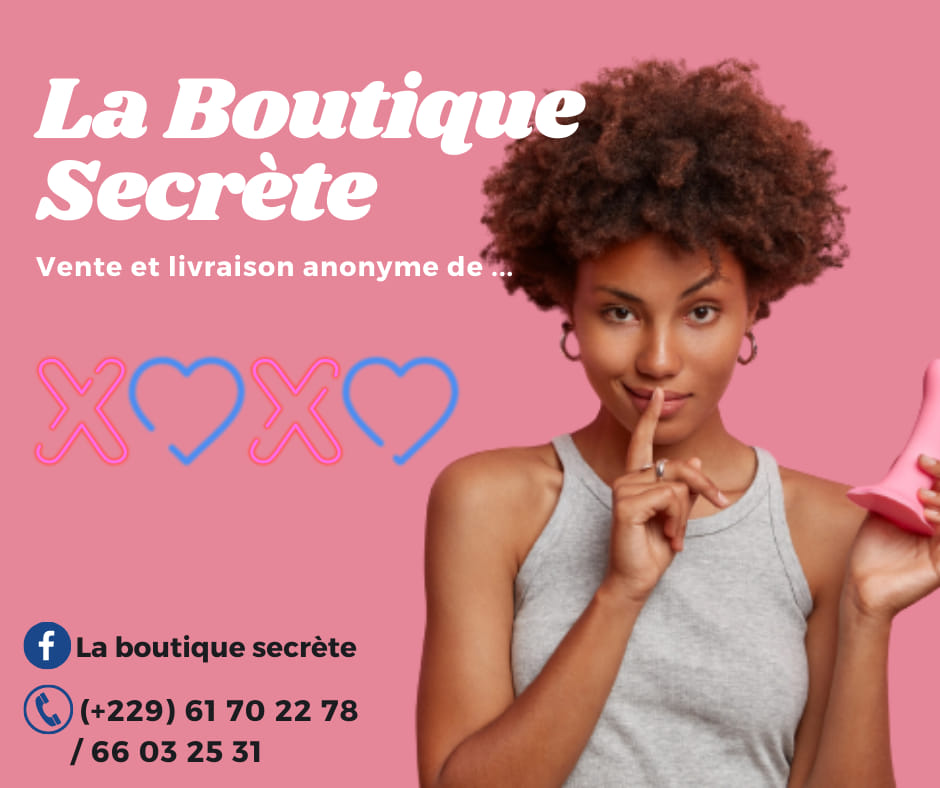 La Boutique
Secrète
Vente et livraison anonyme de ...
XOXO
f La boutique secrète
(+229) 61 70 22 78
/ 66 03 25 31